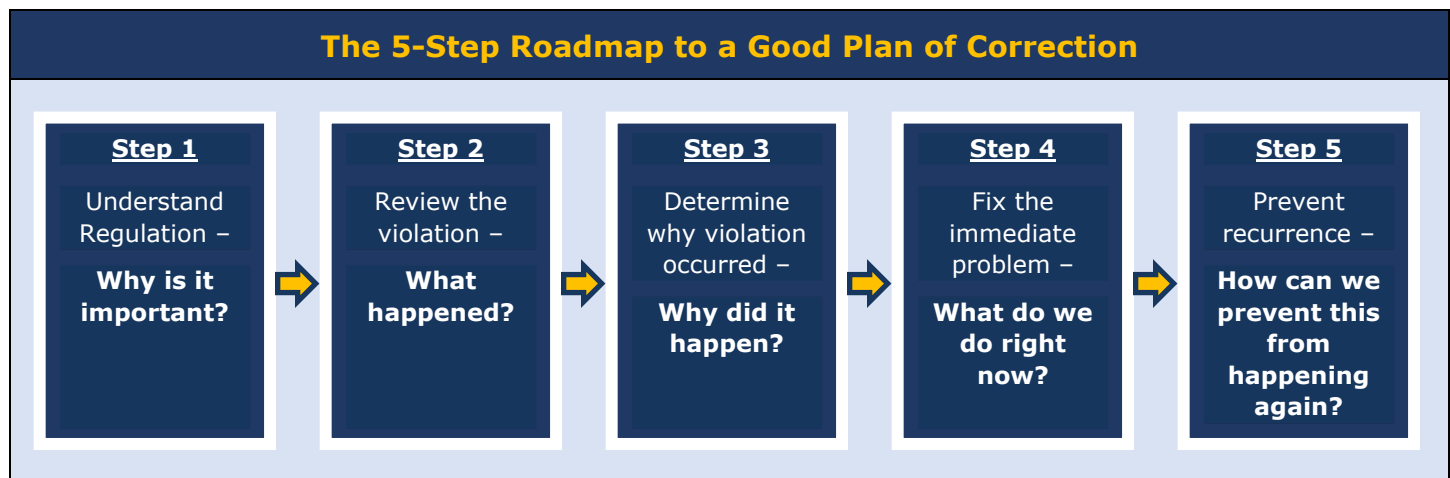 The 5-Step Roadmap to a Good Plan of Correction
Step 1
Understand
Regulation –
Why is it
important?
Step 2
Review the
violation –
What
happened?
Step 3
Determine
why violation
occurred –
Why did it
happen?
Step 4
Fix the
immediate
problem –
What do we
do right
now?
Step 5
Prevent
recurrence –
How can we
prevent this
from
happening
again?